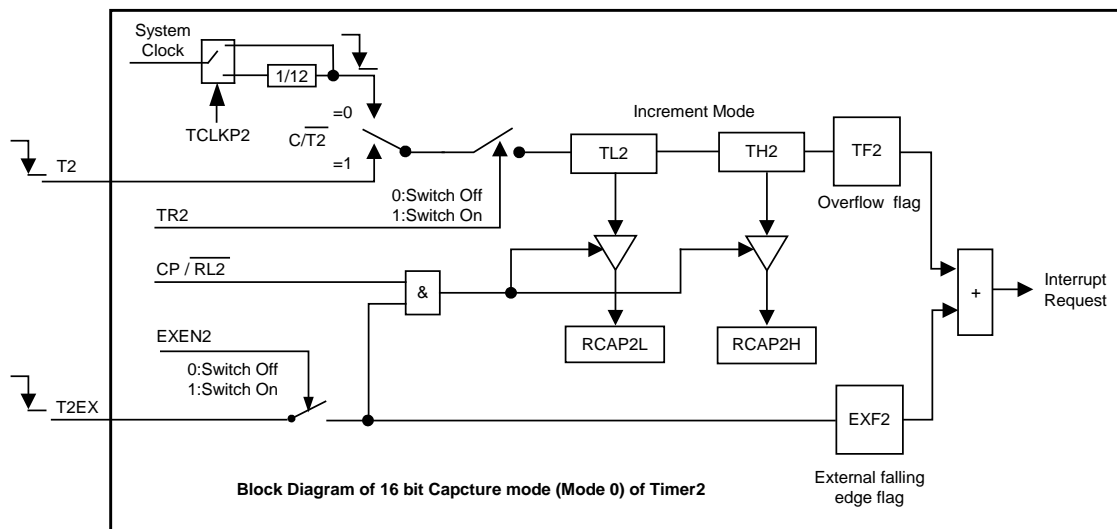 System
Clock
1/12
TCLKP2
=0
C/T2
=1
T2
TR2
0:Switch Off
1:Switch On
Increment Mode
TL2
TH2
TF2
Overflow flag
CP / RL2
&
+
Interrupt
Request
RCAP2L
RCAP2H
EXEN2
0:Switch Off
1:Switch On
T2EX
EXF2
External falling
edge flag
Block Diagram of 16 bit Capcture mode (Mode 0) of Timer2